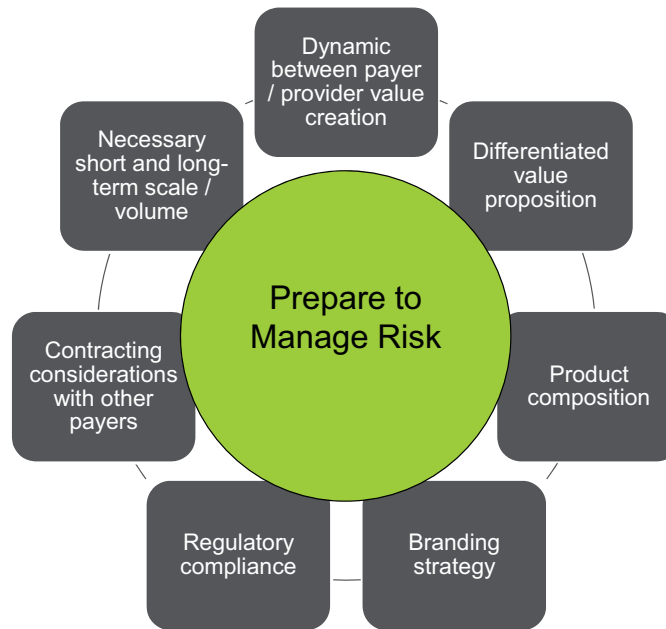 Dynamic
between payer
/ provider value
creation
Differentiated
value
proposition
Product
composition
Branding
strategy
Regulatory
compliance
Contracting
considerations
with other
payers
Necessary
short and long-
term scale /
volume
Prepare to
Manage Risk